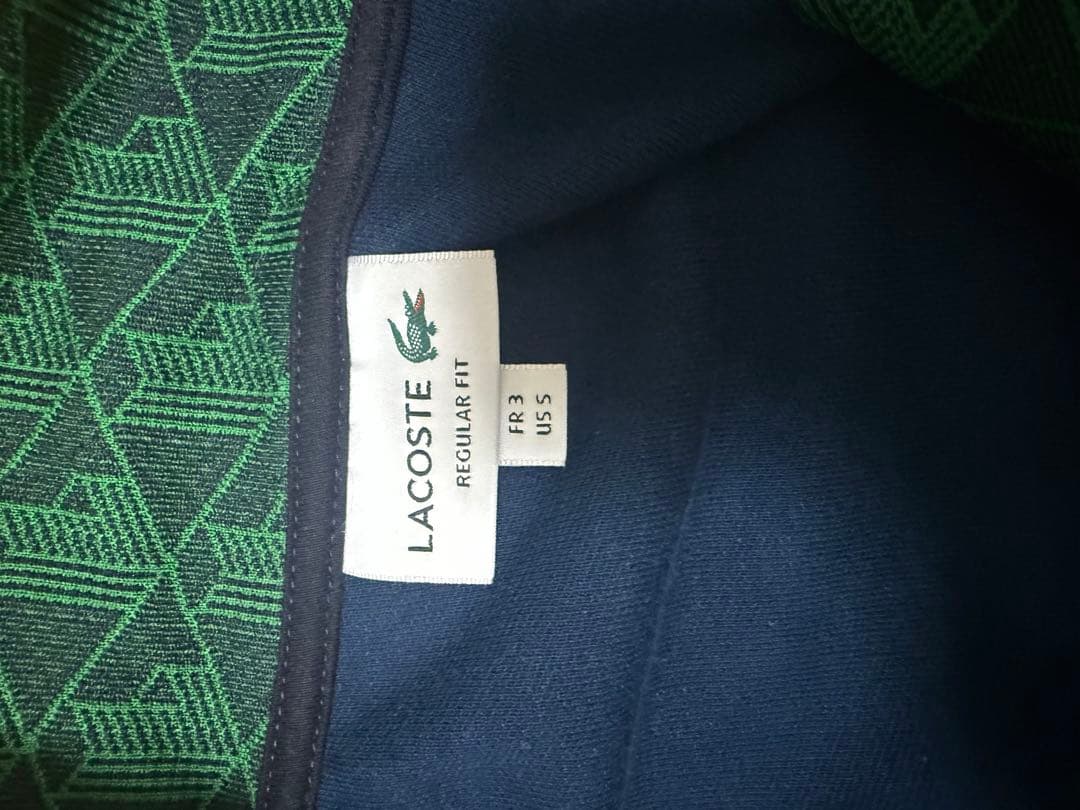 LACOSTE
REGULAR FIT
FR 3
US S